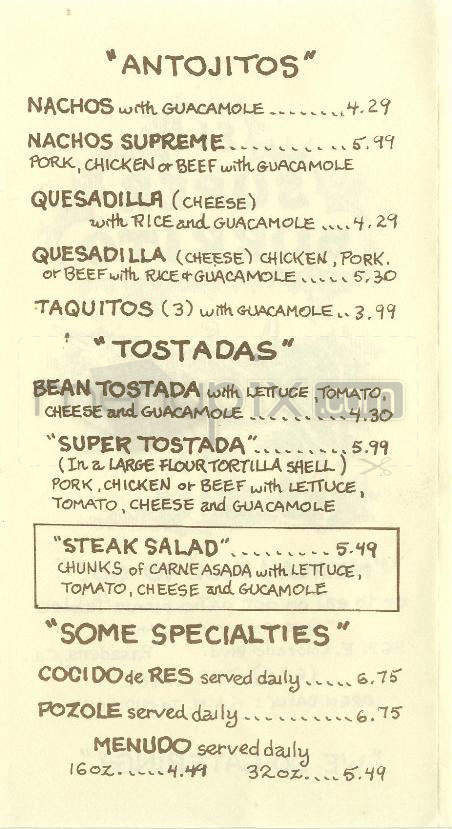 "ANTOJITOS"
NACHOS with GUACAMOLE ........4.29
NACHOS SUPREME...........5.99
PORK, CHICKEN or BEEF with GUACAMOLE
QUESADILLA (CHEESE)
with RICE and GUACAMOLE ....4.29
QUESADILLA (CHEESE) CHICKEN, PORK.
or BEEF with RICE & GUACAMOLE.....5.30
TAQUITOS (3) with GUACAMOLE..3.99
"TOSTADAS"
BEAN TOSTADA with LETTUCE, TOMATO,
CHEESE and GUACAMOLE ..........4.30
"SUPER TOSTADA"..........5.99
(In a LARGE FLOUR TORTILLA SHELL)
PORK, CHICKEN or BEEF with LETTUCE,
TOMATO, CHEESE and GUACAMOLE
"STEAK SALAD".........5.49
CHUNKS of CARNE ASADA with LETTUCE,
TOMATO, CHEESE and GUCAMOLE
"SOME SPECIALTIES"
COCIDO de RES served daily.....6.75
POZOLE served daily..........6.75
MENUDO served daily
16oz.....4.49 32oz....5.49